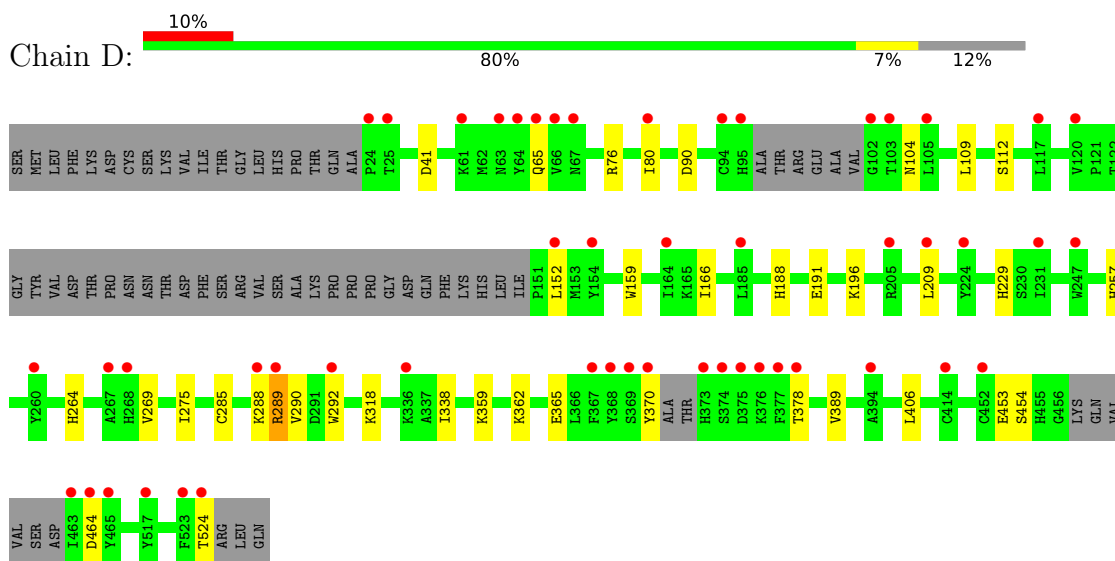 10%
Chain D:
80% 7% 12%
SER MET LEU PHE LYS ASP CYS SER LYS VAL ILE THR GLY LEU HIS PRO THR GLN ALA P24 T25 D41 K61 M62 N63 Y64 Q65 V66 N67 R76 I80 D90 C94 H95 ALA THR ARG GLU ALA VAL G102 T103 N104 L105 L109 S112 L117 V120 P121 T122
GLY TYR VAL ASP THR PRO ASN ASN THR ASP PHE SER ARG VAL SER ALA LYS PRO PRO PRO GLY ASP GLN PHE LYS HIS LEU ILE P151 L152 M153 Y154 W159 I164 K165 I166 L185 H188 E191 K196 R205 L209 Y224 H229 S230 I231 W247 H257
Y260 H264 A267 H268 V269 I275 C285 K288 R289 V290 D291 W292 K318 K336 A337 I338 K359 K362 E365 L366 F367 Y368 S369 Y370 ALA THR H373 S374 D375 K376 F377 T378 V389 A394 L406 C414 C452 E453 S454 H455 G456 LYS GLN VAL
VAL SER ASP I463 D464 Y465 Y517 F523 T524 ARG LEU GLN